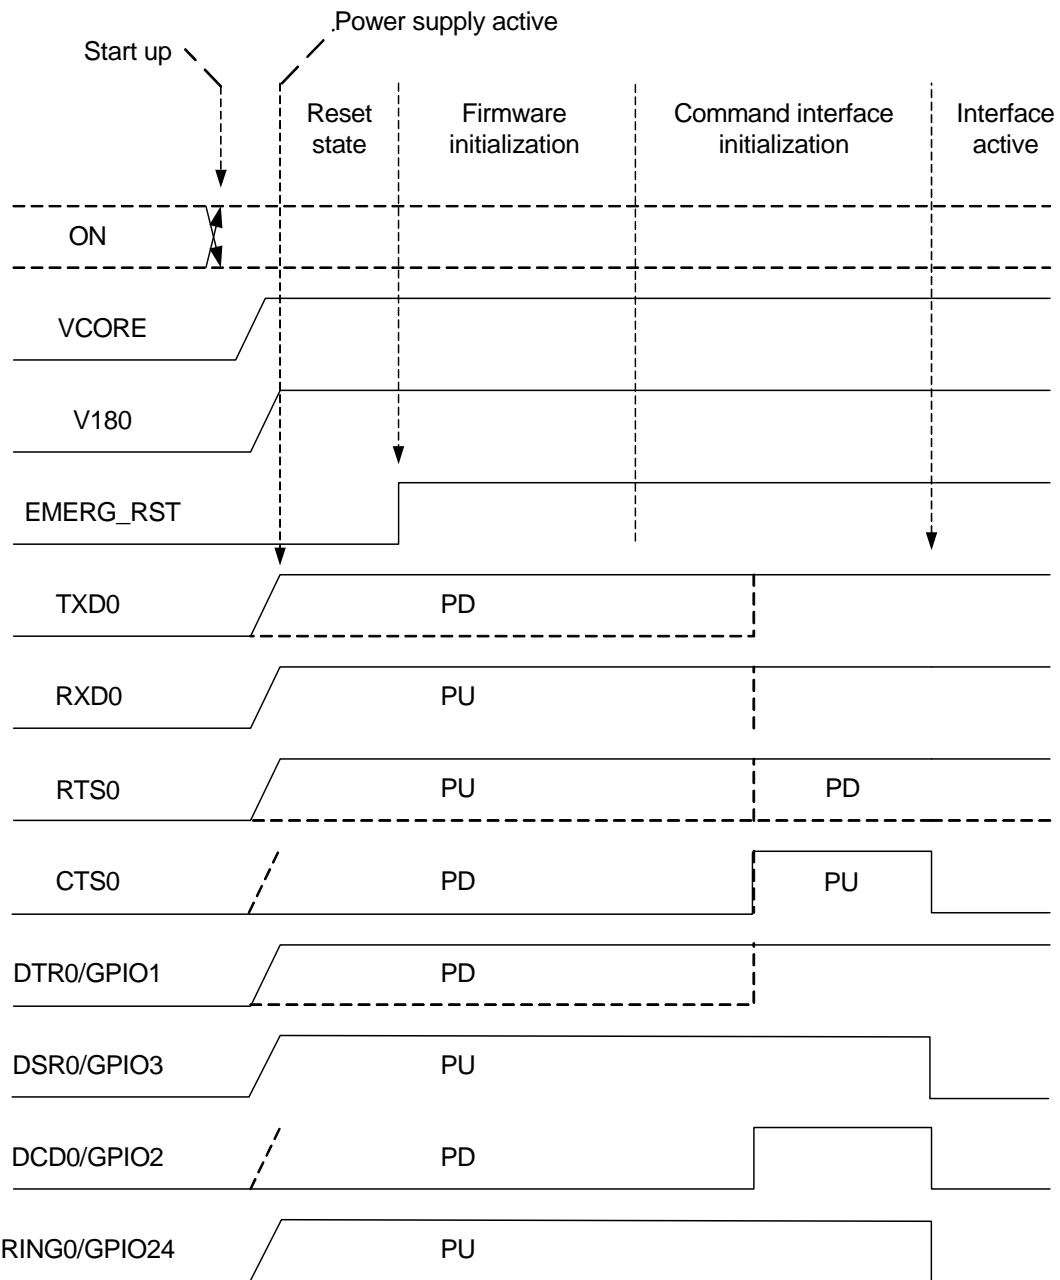 Power supply active
Start up
Reset state
Firmware initialization
Command interface initialization
Interface active
ON
VCORE
V180
EMERG_RST
TXD0 PD
RXD0 PU
RTS0 PU PD
CTS0 PD PU
DTR0/GPIO1 PD
DSR0/GPIO3 PU
DCD0/GPIO2 PD
RING0/GPIO24 PU